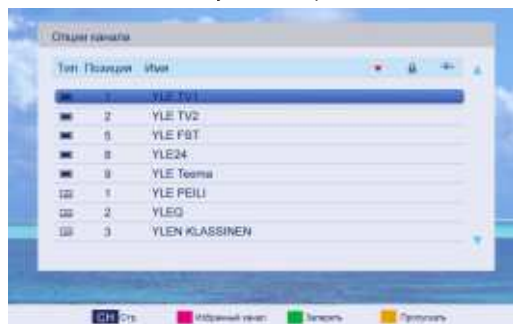 Опции канала
Тип Позиция Имя
1 YLE TV1
2 YLE TV2
5 YLE FST
8 YLE24
9 YLE Teema
1 YLE PEILI
2 YLEQ
3 YLEN KLASSINEN
CH Стр. Избранный канал Запереть Пропускать